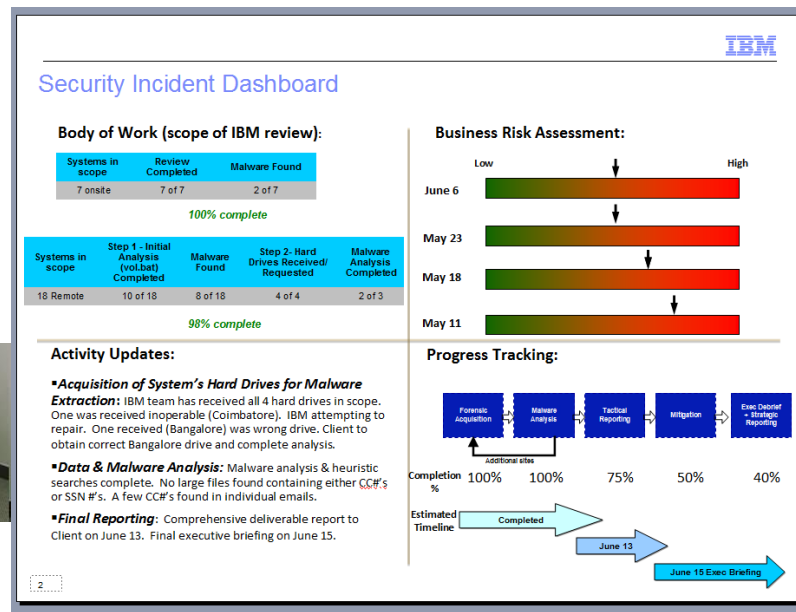 IBM
Security Incident Dashboard
Body of Work (scope of IBM review):
Systems in scope Review Completed Malware Found
7 onsite 7 of 7 2 of 7
100% complete
Systems in scope Step 1 - Initial Analysis (vol.bat) Completed Malware Found Step 2- Hard Drives Received/ Requested Malware Analysis Completed
18 Remote 10 of 18 8 of 18 4 of 4 2 of 3
98% complete
Business Risk Assessment:
Low High
June 6
May 23
May 18
May 11
Activity Updates:
▪Acquisition of System's Hard Drives for Malware
Extraction: IBM team has received all 4 hard drives in scope.
One was received inoperable (Coimbatore). IBM attempting to
repair. One received (Bangalore) was wrong drive. Client to
obtain correct Bangalore drive and complete analysis.
▪Data & Malware Analysis: Malware analysis & heuristic
searches complete. No large files found containing either CC#'s
or SSN #'s. A few CC#'s found in individual emails.
▪Final Reporting: Comprehensive deliverable report to
Client on June 13. Final executive briefing on June 15.
Progress Tracking:
Forensic Acquisition Malware Analysis Tactical Reporting Mitigation Exec Debrief + Strategic Reporting
Additional sites
Completion % 100% 100% 75% 50% 40%
Estimated Timeline
Completed
June 13
June 15 Exec Briefing
2